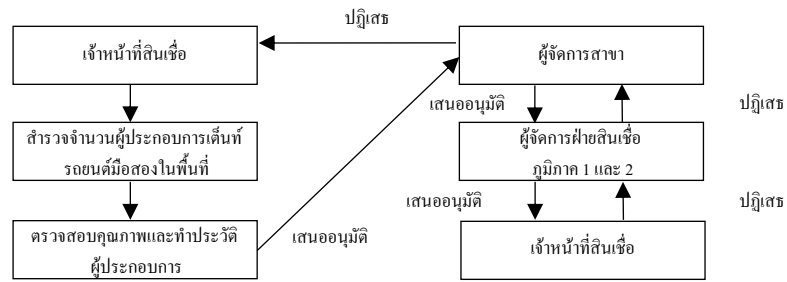 ปฏิเสธ
เจ้าหน้าที่สินเชื่อ
ผู้จัดการสาขา
เสนออนุมัติ
ปฏิเสธ
สำรวจจำนวนผู้ประกอบการเต็นท์
รถยนต์มือสองในพื้นที่
ผู้จัดการฝ่ายสินเชื่อ
ภูมิภาค 1 และ 2
เสนออนุมัติ
ปฏิเสธ
ตรวจสอบคุณภาพและทำประวัติ
ผู้ประกอบการ
เสนออนุมัติ
เจ้าหน้าที่สินเชื่อ